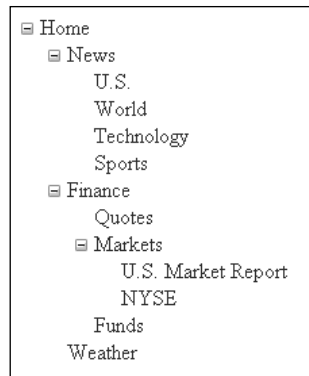 Home
News
U.S.
World
Technology
Sports
Finance
Quotes
Markets
U.S. Market Report
NYSE
Funds
Weather